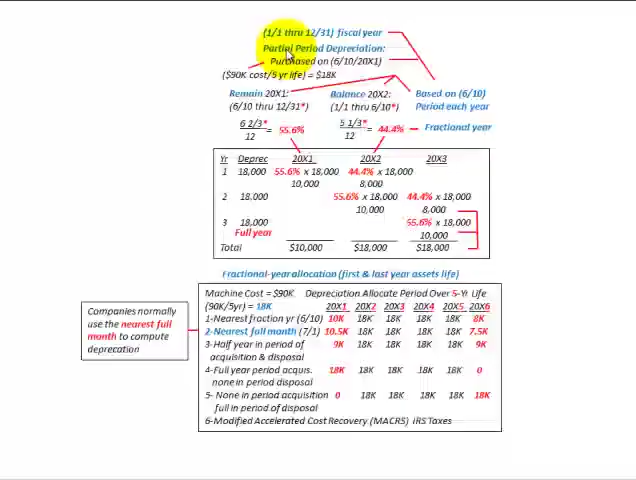 (1/1 thru 12/31) fiscal year
Partial Period Depreciation:
Purchased on (6/10/20X1)
($90K cost/5 yr life) = $18K
Remain 20X1: Balance 20X2: Based on (6/10)
(6/10 thru 12/31*) (1/1 thru 6/10*) Period each year
6 2/3* = 55.6% 5 1/3* = 44.4% Fractional year
12 12
Yr Deprec 20X1 20X2 20X3
1 18,000 55.6% x 18,000 44.4% x 18,000
10,000 8,000
2 18,000 55.6% x 18,000 44.4% x 18,000
10,000 8,000
3 18,000 55.6% x 18,000
Full year 10,000
Total $10,000 $18,000 $18,000
Fractional-year allocation (first & last year assets life)
Machine Cost = $90K Depreciation Allocate Period Over 5-Yr Life
(90K/5yr) = 18K 20X1 20X2 20X3 20X4 20X5 20X6
1-Nearest fraction yr (6/10) 10K 18K 18K 18K 18K 8K
2-Nearest full month (7/1) 10.5K 18K 18K 18K 18K 7.5K
3-Half year in period of 9K 18K 18K 18K 18K 9K
acquisition & disposal
4-Full year period acquis. 18K 18K 18K 18K 18K 0
none in period disposal
5- None in period acquisition 0 18K 18K 18K 18K 18K
full in period of disposal
6-Modified Accelerated Cost Recovery (MACRS) IRS Taxes
Companies normally
use the nearest full
month to compute
deprecation